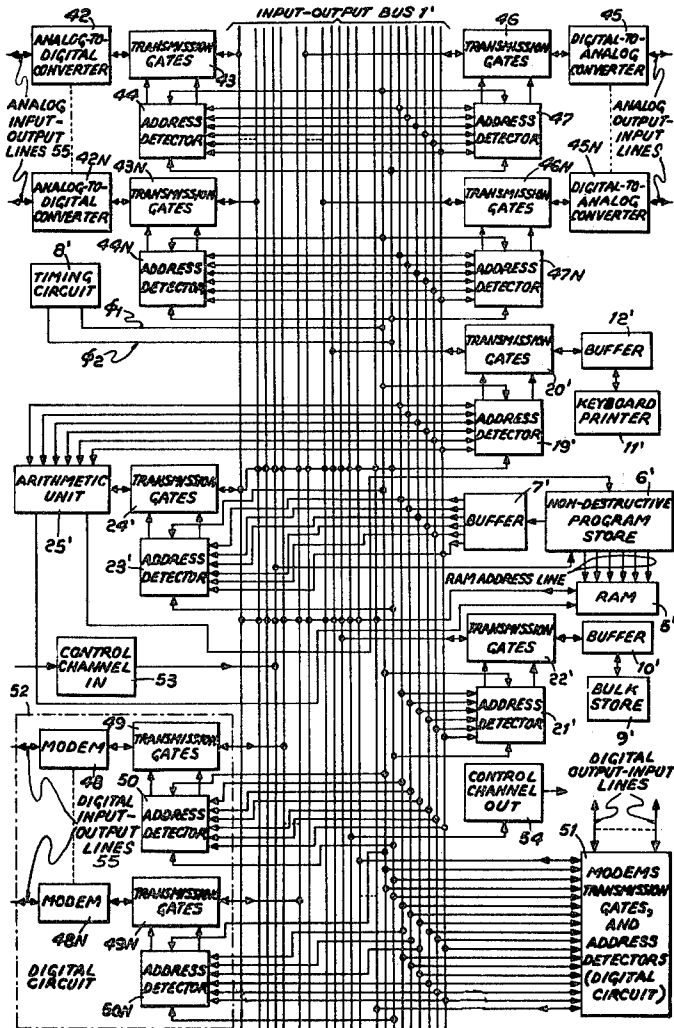 INPUT-OUTPUT BUS 1'
42
ANALOG-TO-
DIGITAL
CONVERTER
TRANSMISSION
GATES
43
44
ADDRESS
DETECTOR
ANALOG
INPUT-
OUTPUT
LINES 55
42N
ANALOG-TO-
DIGITAL
CONVERTER
43N
TRANSMISSION
GATES
44N
ADDRESS
DETECTOR
8'
TIMING
CIRCUIT
ϕ1
ϕ2
46
TRANSMISSION
GATES
45
DIGITAL-
TO-ANALOG
CONVERTER
47
ADDRESS
DETECTOR
ANALOG
OUTPUT-
INPUT
LINES
46N
TRANSMISSION
GATES
45N
DIGITAL-TO-
ANALOG
CONVERTER
ADDRESS
DETECTOR
47N
12'
TRANSMISSION
GATES
20'
BUFFER
ADDRESS
DETECTOR
19'
KEYBOARD
PRINTER
11'
ARITHMETIC
UNIT
25'
TRANSMISSION
GATES
24'
23'
ADDRESS
DETECTOR
7'
BUFFER
6'
NON-DESTRUCTIVE
PROGRAM
STORE
RAM ADDRESS LINE
RAM
5'
CONTROL
CHANNEL
IN
53
TRANSMISSION
GATES
22'
BUFFER
10'
ADDRESS
DETECTOR
21'
BULK
STORE
9'
52
49
MODEM
48
TRANSMISSION
GATES
50
ADDRESS
DETECTOR
DIGITAL
INPUT-
OUTPUT
LINES
55
MODEM
48N
TRANSMISSION
GATES
49N
DIGITAL
CIRCUIT
ADDRESS
DETECTOR
50N
CONTROL
CHANNEL
OUT
54
DIGITAL
OUTPUT-INPUT
LINES
51
MODEMS
TRANSMISSION
GATES,
AND
ADDRESS
DETECTORS
(DIGITAL
CIRCUIT)